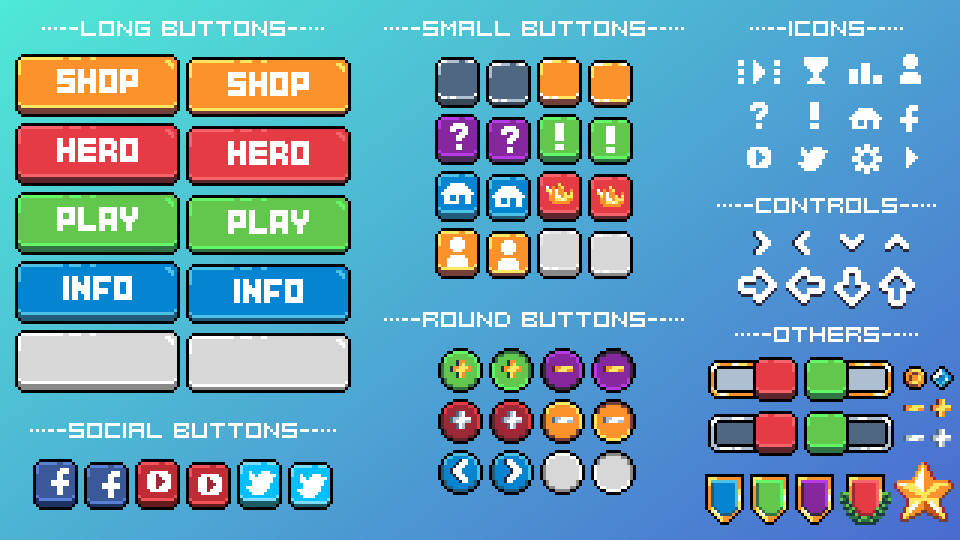 LONG BUTTONS
SHOP SHOP
HERO HERO
PLAY PLAY
INFO INFO
SOCIAL BUTTONS
f f
SMALL BUTTONS
? ? ! !
ROUND BUTTONS
+ + - -
+ + - -
ICONS
? ! f
CONTROLS
OTHERS
- +
- +